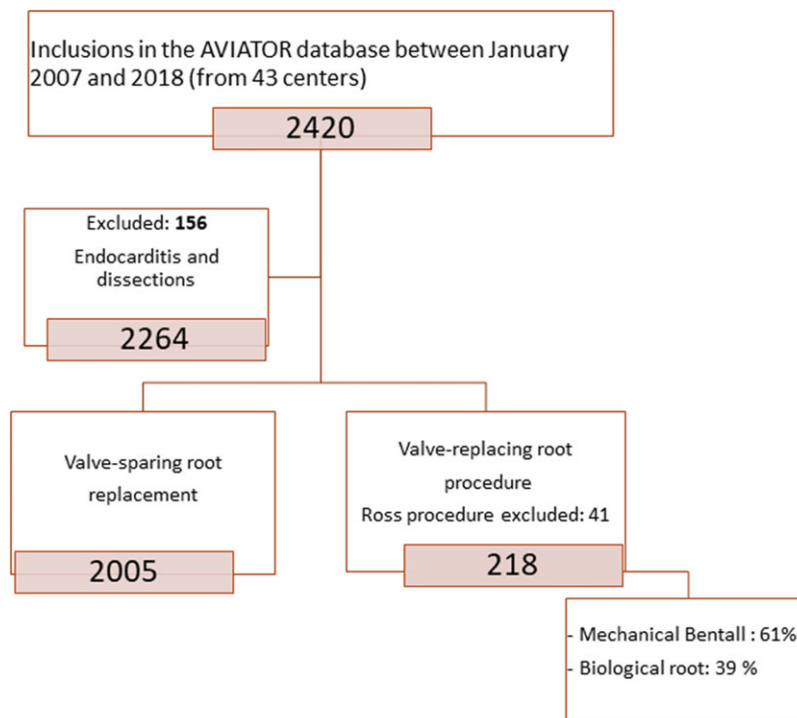 Inclusions in the AVIATOR database between January
2007 and 2018 (from 43 centers)
2420
Excluded: 156
Endocarditis and
dissections
2264
Valve-sparing root
replacement
2005
Valve-replacing root
procedure
Ross procedure excluded: 41
218
- Mechanical Bentall : 61%
- Biological root: 39 %